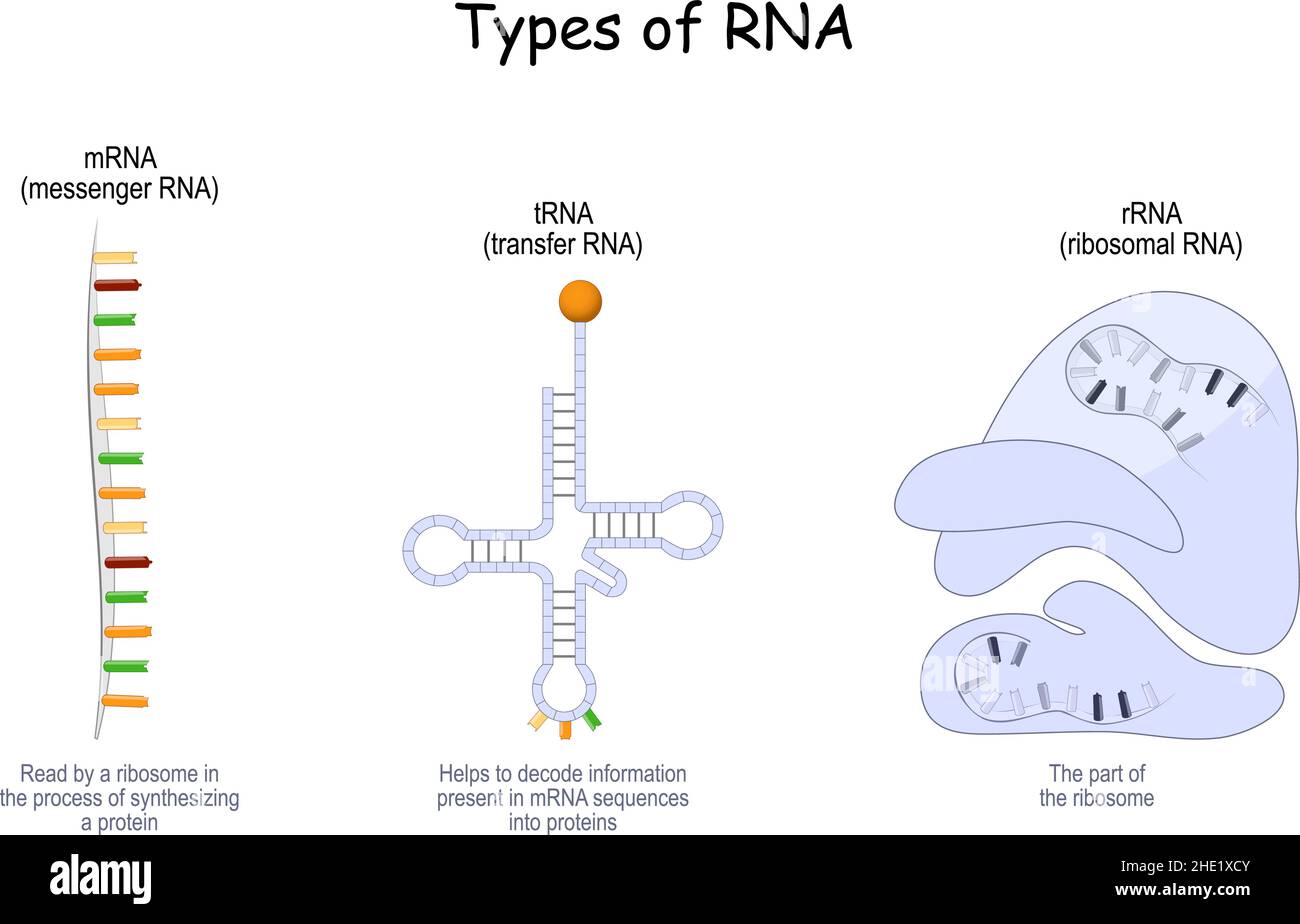 Types of RNA
mRNA
(messenger RNA)
tRNA
(transfer RNA)
rRNA
(ribosomal RNA)
Read by a ribosome in
the process of synthesizing
a protein
Helps to decode information
present in mRNA sequences
into proteins
The part of
the ribosome
alamy
Image ID: 2HE1XCY
www.alamy.com